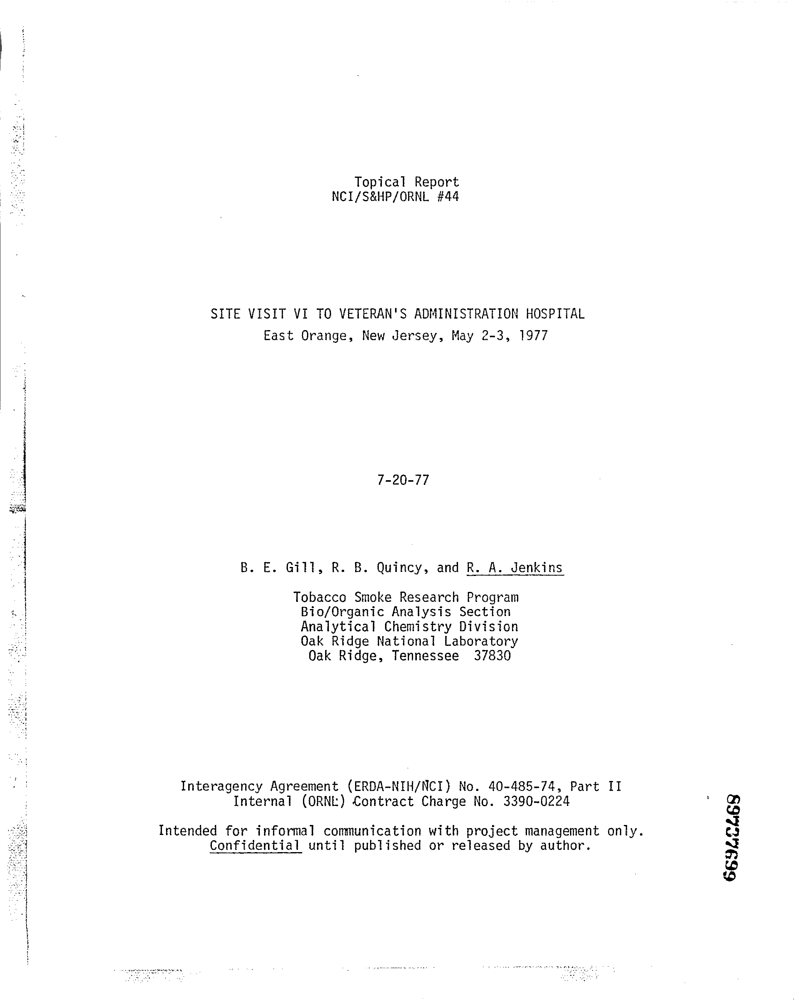 Topical Report
NCI/S&HP/ORNL #44
SITE VISIT VI TO VETERAN'S ADMINISTRATION HOSPITAL
East Orange, New Jersey, May 2-3, 1977
7-20-77
B. E. Gill, R. B. Quincy, and R. A. Jenkins
Tobacco Smoke Research Program
Bio/Organic Analysis Section
Analytical Chemistry Division
Oak Ridge National Laboratory
Oak Ridge, Tennessee 37830
Interagency Agreement (ERDA-NIH/NCI) No. 40-485-74, Part II
Internal (ORNL) Contract Charge No. 3390-0224
Intended for informal communication with project management only.
Confidential until published or released by author.
89757699